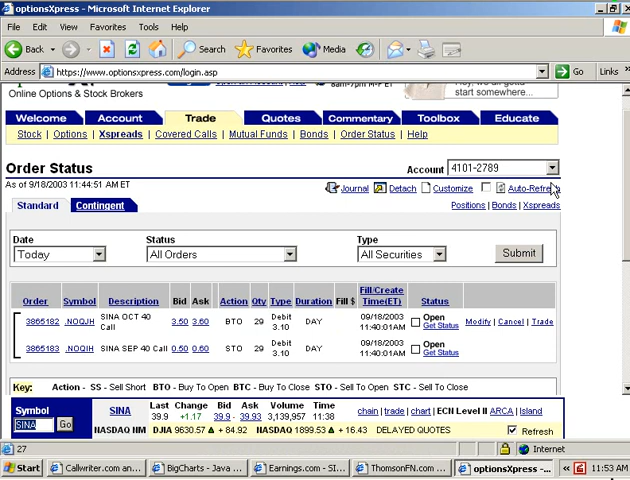 optionsXpress - Microsoft Internet Explorer
File Edit View Favorites Tools Help
Back Search Favorites Media
Address https://www.optionsxpress.com/login.asp Go Links »
Online Options & Stock Brokers
start somewhere...
Welcome Account Trade Quotes Commentary Toolbox Educate
Stock | Options | Xspreads | Covered Calls | Mutual Funds | Bonds | Order Status | Help
Order Status
Account 4101-2789
As of 9/18/2003 11:44:51 AM ET
Journal Detach Customize Auto-Refresh
Standard Contingent
Positions | Bonds | Xspreads
Date Status Type
Today All Orders All Securities Submit
Order Symbol Description Bid Ask Action Qty Type Duration Fill $ Fill/Create Time(ET) Status
3865182 .NOQJH SINA OCT 40 Call 3.50 3.60 BTO 29 Debit 3.10 DAY 09/18/2003 11:40:01AM Open Get Status Modify | Cancel | Trade
3865183 .NOQIH SINA SEP 40 Call 0.50 0.60 STO 29 Debit 3.10 DAY 09/18/2003 11:40:01AM Open Get Status
Key: Action - SS - Sell Short BTO - Buy To Open BTC - Buy To Close STO - Sell To Open STC - Sell To Close
Symbol SINA Last Change Bid Ask Volume Time
39.9 +1.17 39.9 - 39.93 3,139,957 11:38
chain | trade | chart | ECN Level II ARCA | Island
SINA Go NASDAQ NM DJIA 9630.57 + 84.92 NASDAQ 1899.53 + 16.43 DELAYED QUOTES Refresh
27 Internet
Start Callwriter.com an... BigCharts - Java ... Earnings.com - SI... ThomsonFN.com ... optionsXpress -... « 11:53 AM